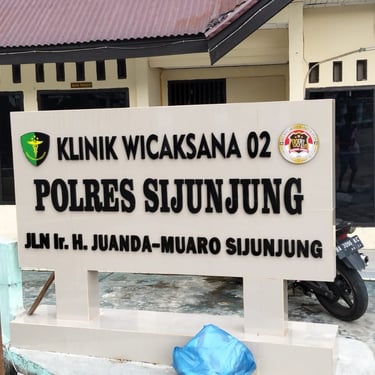 KLINIK WICAKSANA 02
POLRES SIJUNJUNG
JLN Ir. H. JUANDA-MUARO SIJUNJUNG